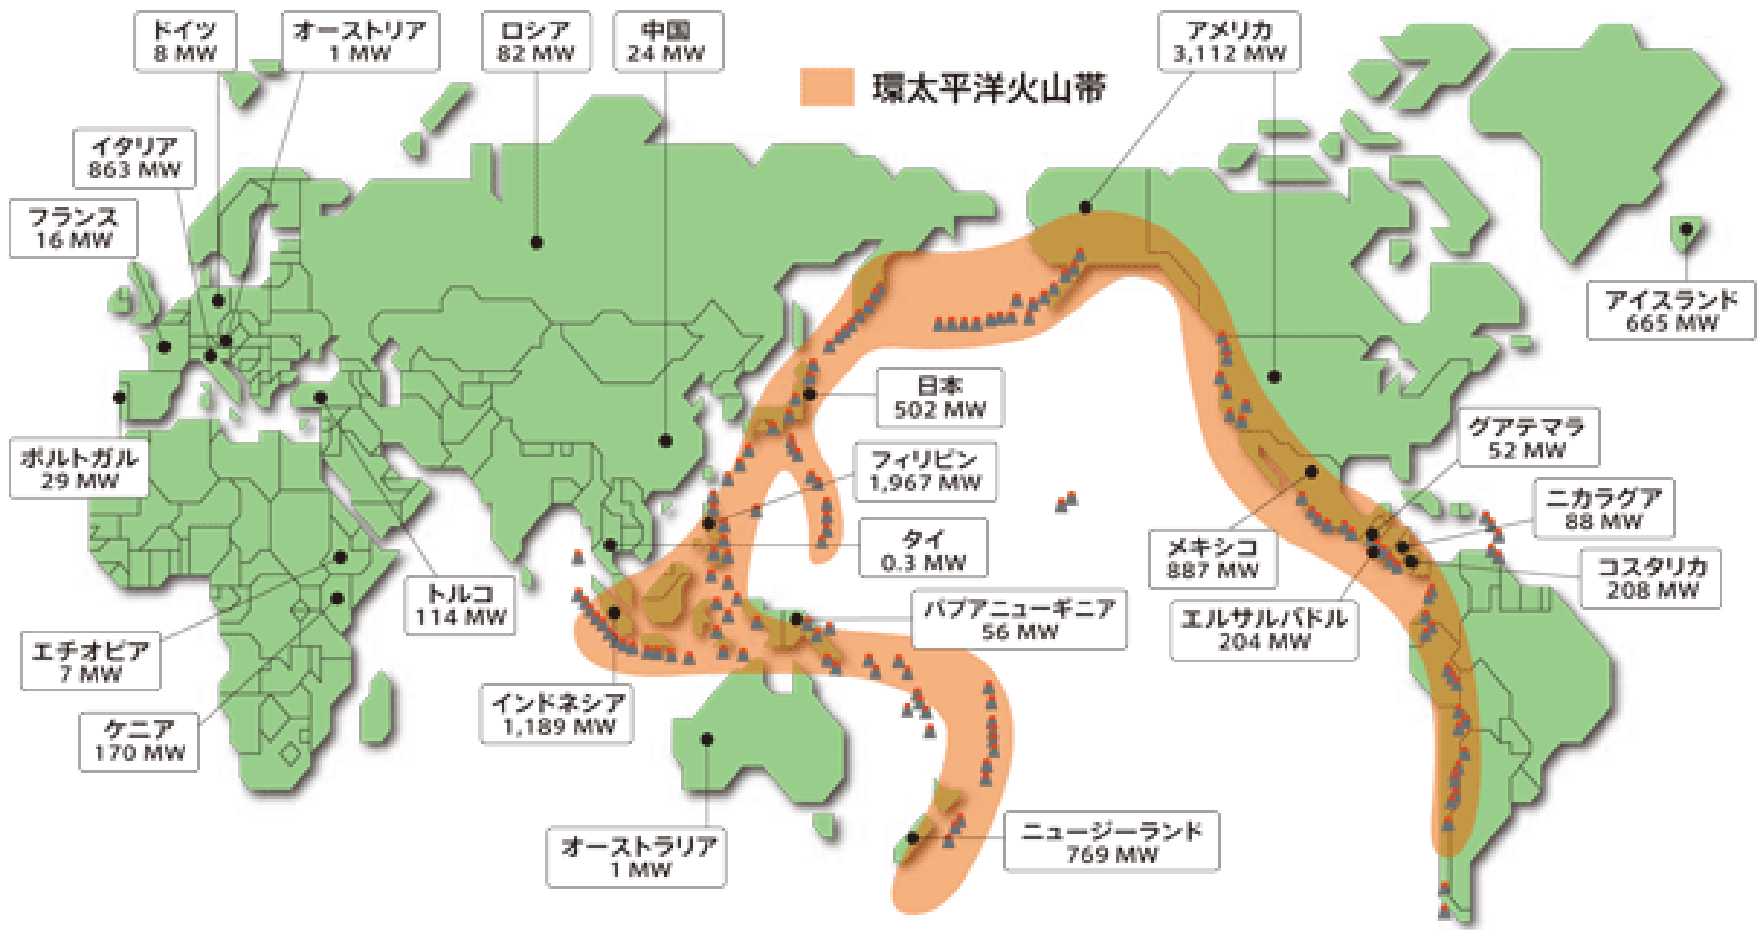 ドイツ
8 MW
オーストリア
1 MW
ロシア
82 MW
中国
24 MW
アメリカ
3,112 MW
環太平洋火山帯
イタリア
863 MW
フランス
16 MW
アイスランド
665 MW
日本
502 MW
グアテマラ
52 MW
ポルトガル
29 MW
フィリピン
1,967 MW
ニカラグア
88 MW
タイ
0.3 MW
メキシコ
887 MW
コスタリカ
208 MW
トルコ
114 MW
パプアニューギニア
56 MW
エルサルバドル
204 MW
エチオピア
7 MW
インドネシア
1,189 MW
ケニア
170 MW
オーストラリア
1 MW
ニュージーランド
769 MW